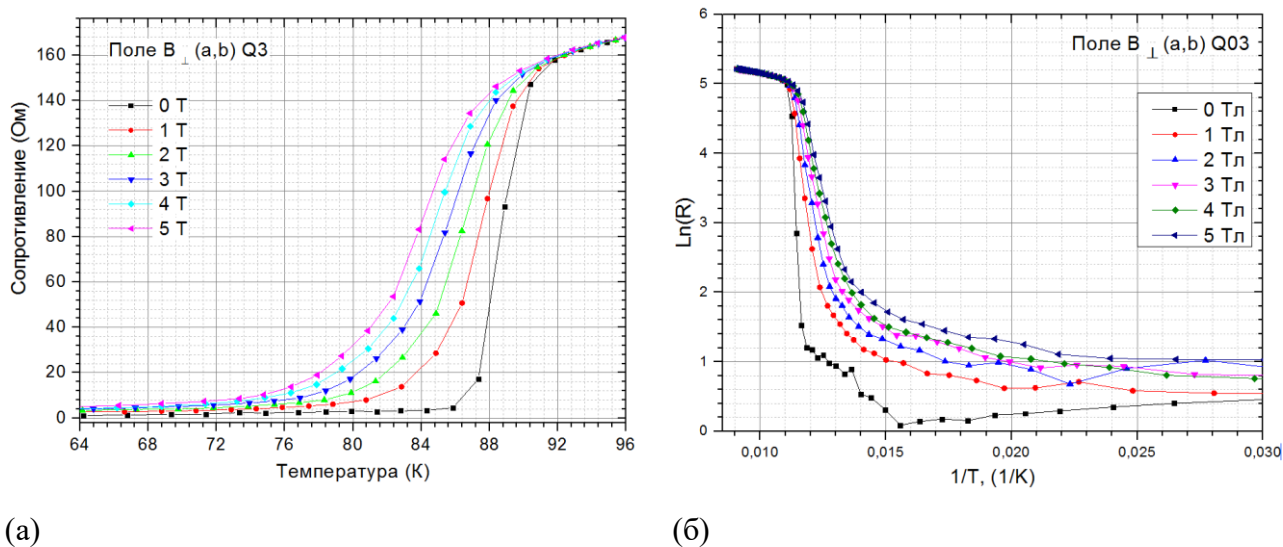 Поле B ⊥ (a,b) Q3
0 T
1 T
2 T
3 T
4 T
5 T
Сопротивление (Ом)
160
140
120
100
80
60
40
20
0
64 68 72 76 80 84 88 92 96
Температура (К)
(а)
Поле B ⊥ (a,b) Q03
0 Тл
1 Тл
2 Тл
3 Тл
4 Тл
5 Тл
Ln(R)
6
5
4
3
2
1
0
0,010 0,015 0,020 0,025 0,030
1/T, (1/K)
(б)